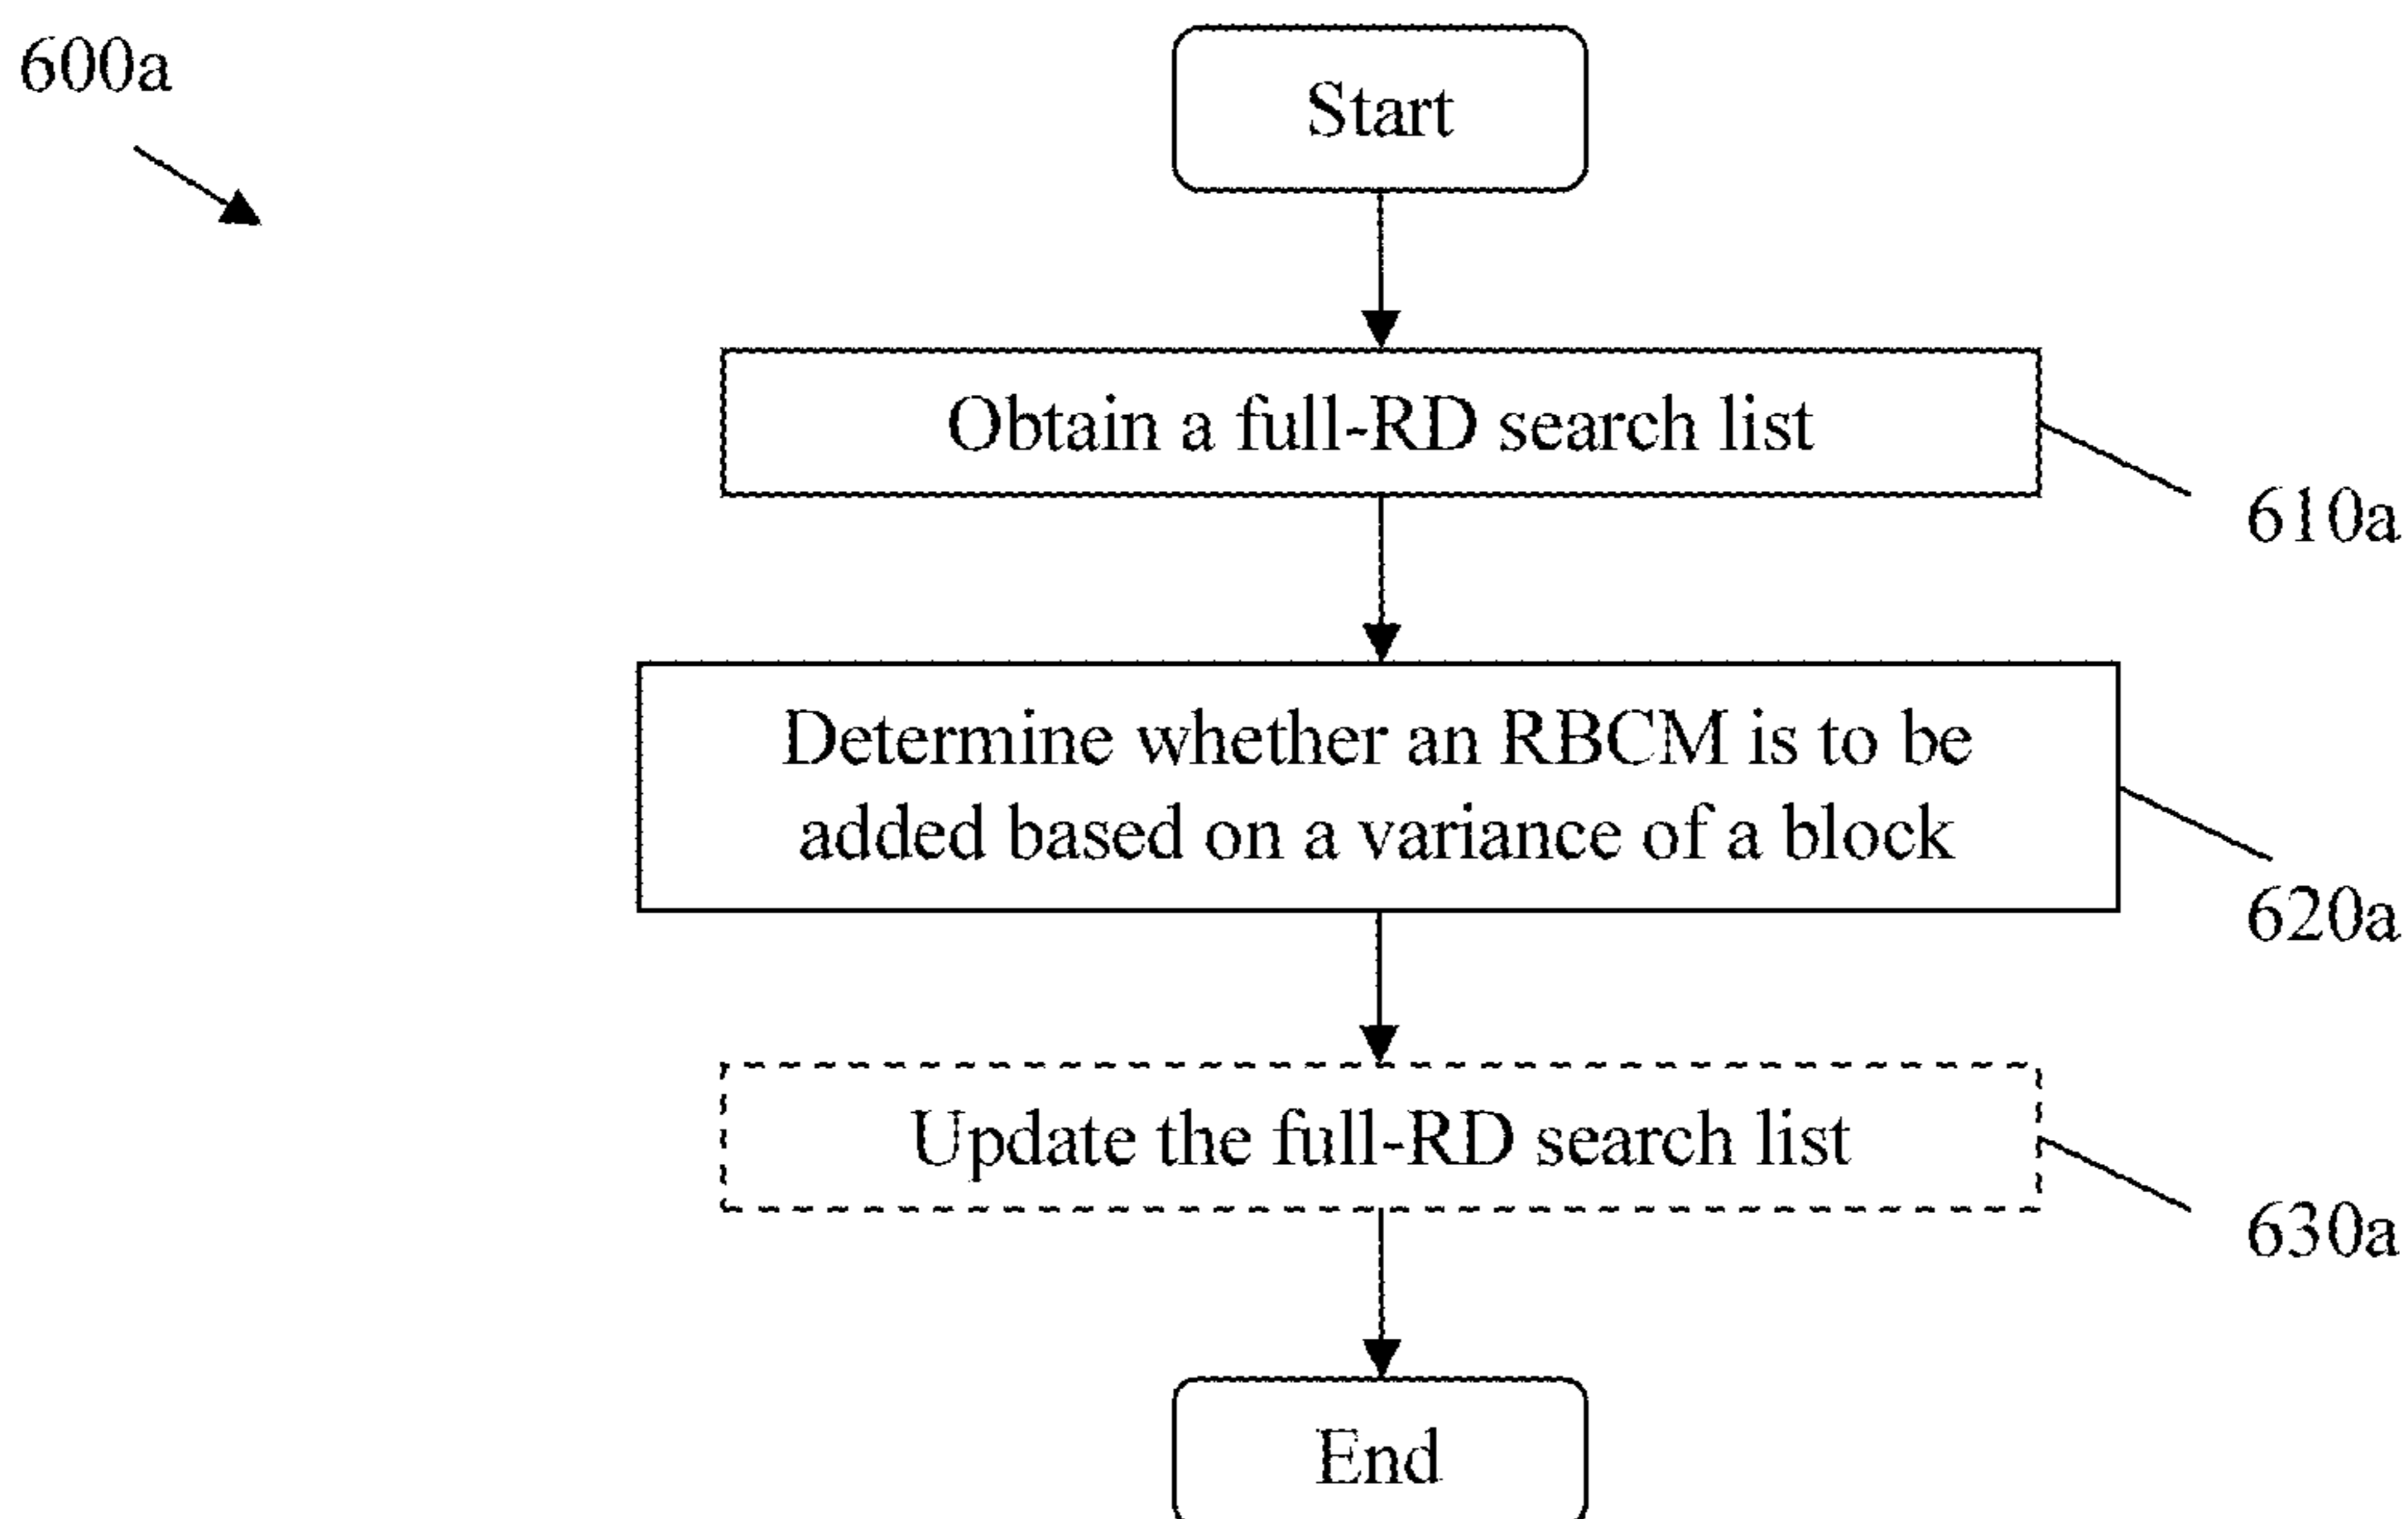 600a
Start
Obtain a full-RD search list
610a
Determine whether an RBCM is to be
added based on a variance of a block
620a
Update the full-RD search list
630a
End